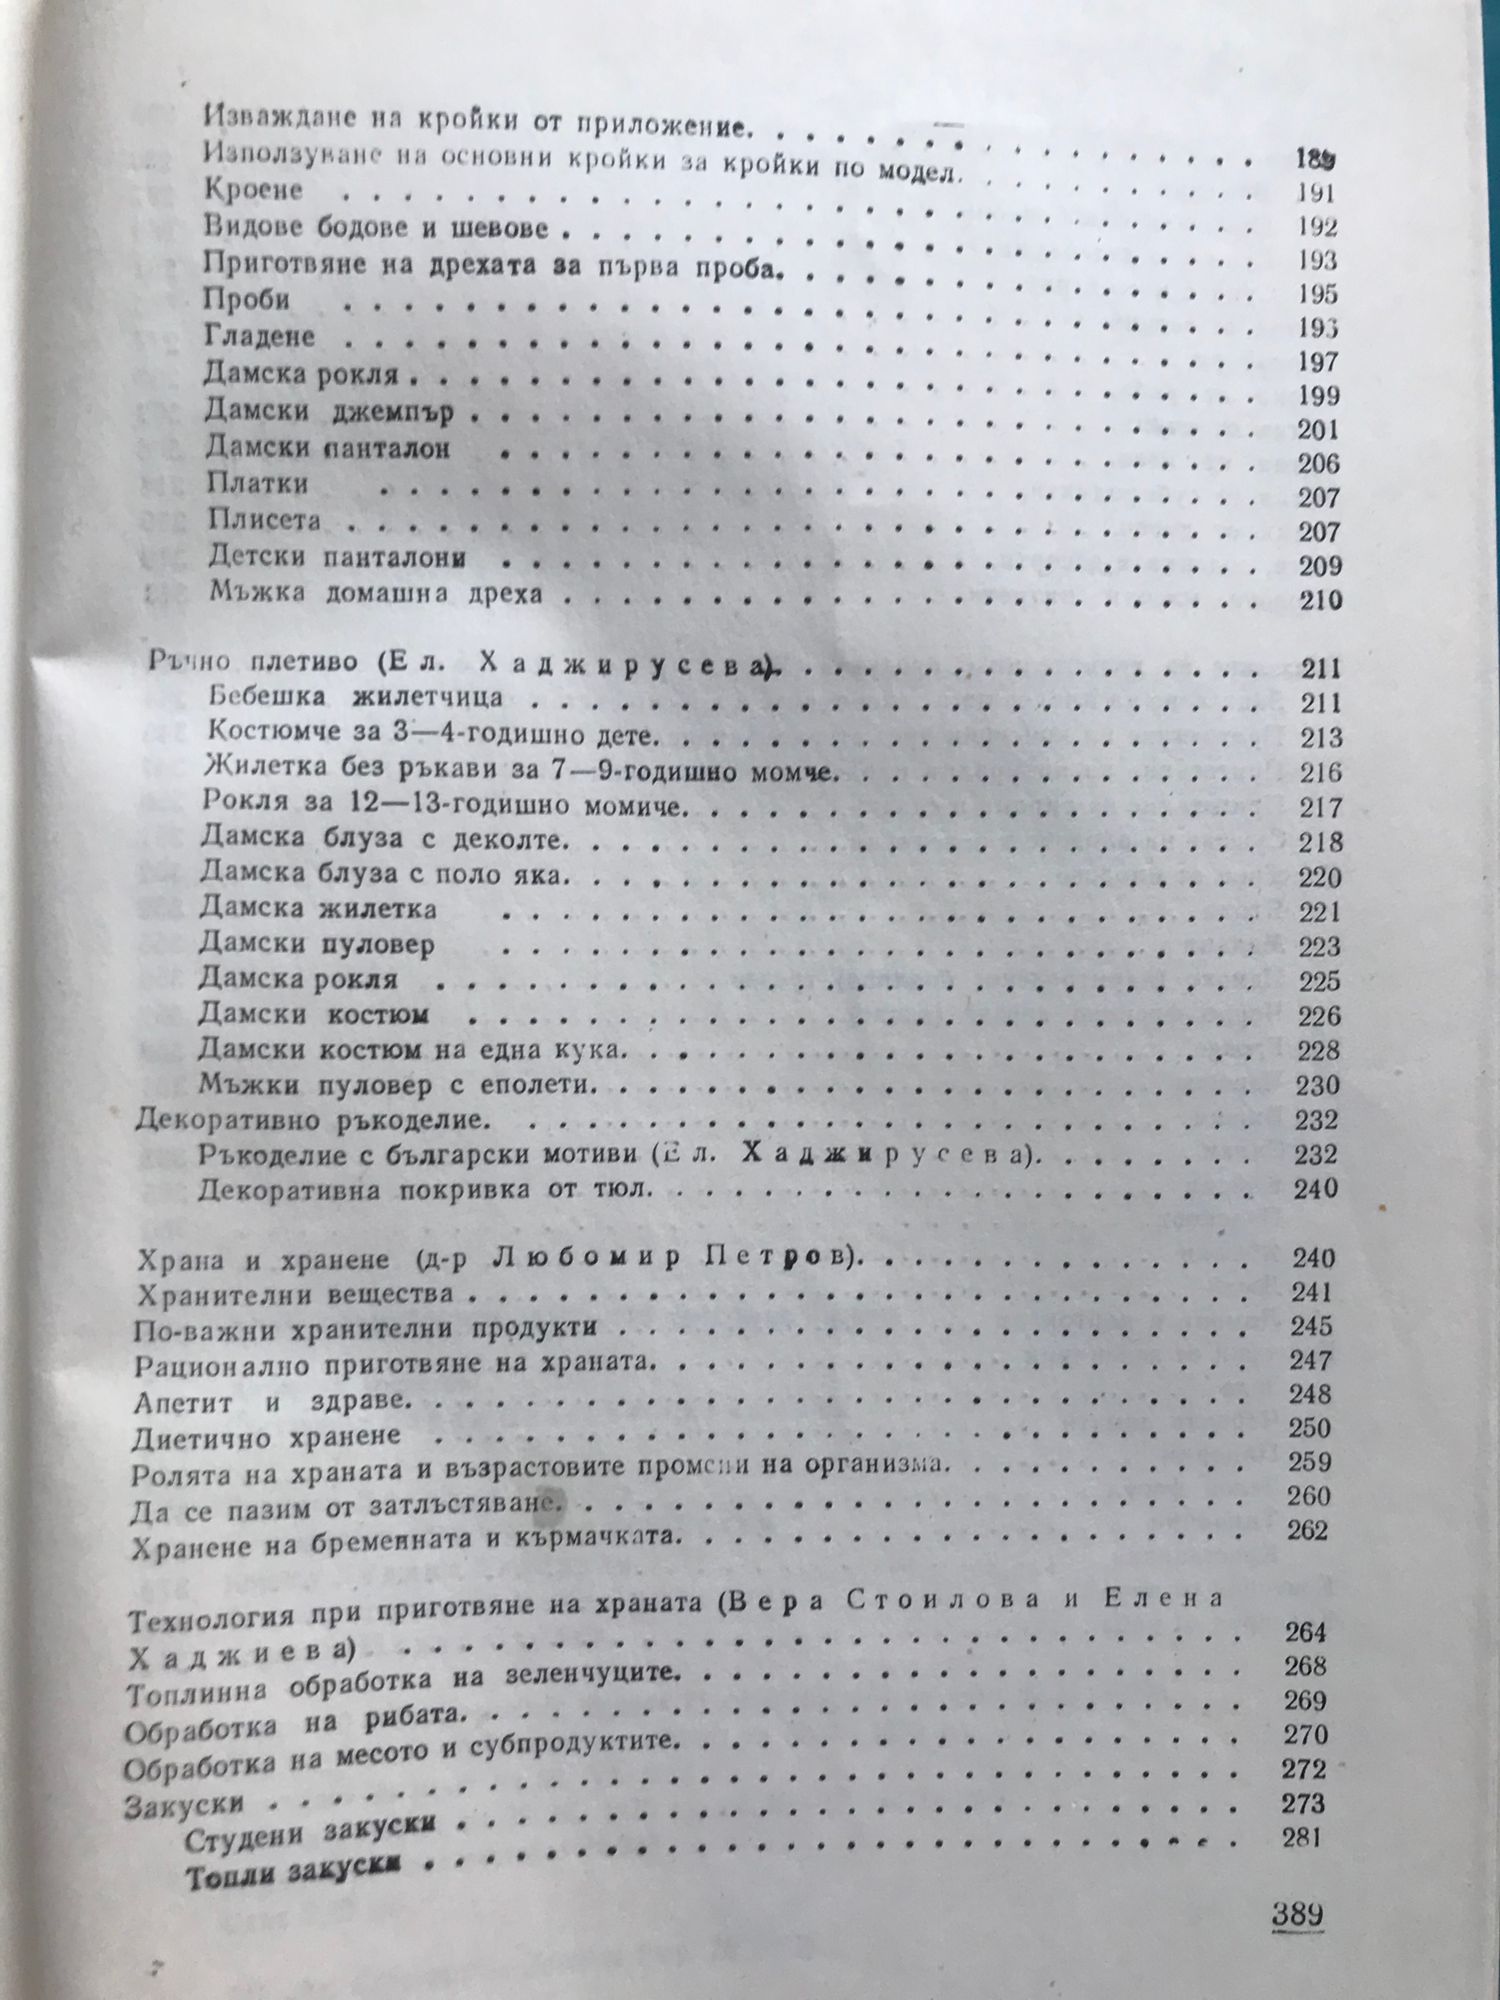 Изваждане на кройки от приложение. . . . . . . . . . . . . . . . 189
Използуване на основни кройки за кройки по модел. . . . . . . . . . 191
Кроене . . . . . . . . . . . . . . . . 192
Видове бодове и шевове . . . . . . . . . . . . . . . . 193
Приготвяне на дрехата за първа проба. . . . . . . . . . . . . . . . 195
Проби . . . . . . . . . . . . . . . . 196
Гладене . . . . . . . . . . . . . . . . 197
Дамска рокля . . . . . . . . . . . . . . . . 199
Дамски джемпър . . . . . . . . . . . . . . . . 201
Дамски панталон . . . . . . . . . . . . . . . . 206
Платки . . . . . . . . . . . . . . . . 207
Плисета . . . . . . . . . . . . . . . . 207
Детски панталони . . . . . . . . . . . . . . . . 209
Мъжка домашна дреха . . . . . . . . . . . . . . . . 210
Ръчно плетиво (Ел. Хаджирусева). . . . . . . . . . . . . . . . 211
Бебешка жилетчица . . . . . . . . . . . . . . . . 211
Костюмче за 3—4-годишно дете. . . . . . . . . . . . . . . . 213
Жилетка без ръкави за 7—9-годишно момче. . . . . . . . . . . . . . . 216
Рокля за 12—13-годишно момиче. . . . . . . . . . . . . . . . 217
Дамска блуза с деколте. . . . . . . . . . . . . . . . 218
Дамска блуза с поло яка. . . . . . . . . . . . . . . . 220
Дамска жилетка . . . . . . . . . . . . . . . . 221
Дамски пуловер . . . . . . . . . . . . . . . . 223
Дамска рокля . . . . . . . . . . . . . . . . 225
Дамски костюм . . . . . . . . . . . . . . . . 226
Дамски костюм на една кука. . . . . . . . . . . . . . . . 228
Мъжки пуловер с еполети. . . . . . . . . . . . . . . . 230
Декоративно ръкоделие. . . . . . . . . . . . . . . . 232
Ръкоделие с български мотиви (Ел. Хаджирусева). . . . . . . . 232
Декоративна покривка от тюл. . . . . . . . . . . . . . . . 240
Храна и хранене (д-р Любомир Петров). . . . . . . . . . . . . . 240
Хранителни вещества . . . . . . . . . . . . . . . . 241
По-важни хранителни продукти . . . . . . . . . . . . . . . . 245
Рационално приготвяне на храната. . . . . . . . . . . . . . . . 247
Апетит и здраве. . . . . . . . . . . . . . . . 248
Диетично хранене . . . . . . . . . . . . . . . . 250
Ролята на храната и възрастовите промени на организма. . . . . . . . . . . 259
Да се пазим от затлъстяване. . . . . . . . . . . . . . . . 260
Хранене на бременната и кърмачката. . . . . . . . . . . . . . . . 262
Технология при приготвяне на храната (Вера Стоилова и Елена
Хаджиева) . . . . . . . . . . . . . . . . 264
Топлинна обработка на зеленчуците. . . . . . . . . . . . . . . . 268
Обработка на рибата. . . . . . . . . . . . . . . . 269
Обработка на месото и субпродуктите. . . . . . . . . . . . . . . . 270
Закуски . . . . . . . . . . . . . . . . 272
Студени закуски . . . . . . . . . . . . . . . . 273
Топли закуски . . . . . . . . . . . . . . . . 281
389